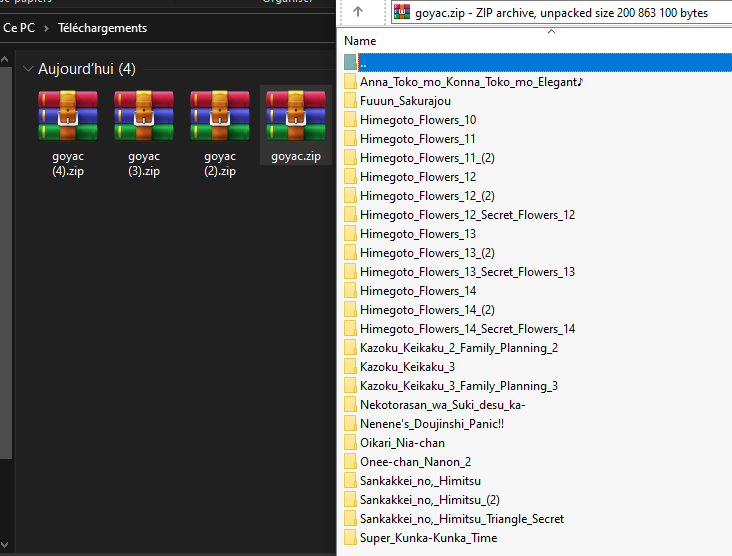 Ce PC > Téléchargements
Aujourd'hui (4)
goyac (4).zip
goyac (3).zip
goyac (2).zip
goyac.zip
goyac.zip - ZIP archive, unpacked size 200 863 100 bytes
Name
..
Anna_Toko_mo_Konna_Toko_mo_Elegant♪
Fuuun_Sakurajou
Himegoto_Flowers_10
Himegoto_Flowers_11
Himegoto_Flowers_11_(2)
Himegoto_Flowers_12
Himegoto_Flowers_12_(2)
Himegoto_Flowers_12_Secret_Flowers_12
Himegoto_Flowers_13
Himegoto_Flowers_13_(2)
Himegoto_Flowers_13_Secret_Flowers_13
Himegoto_Flowers_14
Himegoto_Flowers_14_(2)
Himegoto_Flowers_14_Secret_Flowers_14
Kazoku_Keikaku_2_Family_Planning_2
Kazoku_Keikaku_3
Kazoku_Keikaku_3_Family_Planning_3
Nekotorasan_wa_Suki_desu_ka-
Nenene's_Doujinshi_Panic!!
Oikari_Nia-chan
Onee-chan_Nanon_2
Sankakkei_no,_Himitsu
Sankakkei_no,_Himitsu_(2)
Sankakkei_no,_Himitsu_Triangle_Secret
Super_Kunka-Kunka_Time